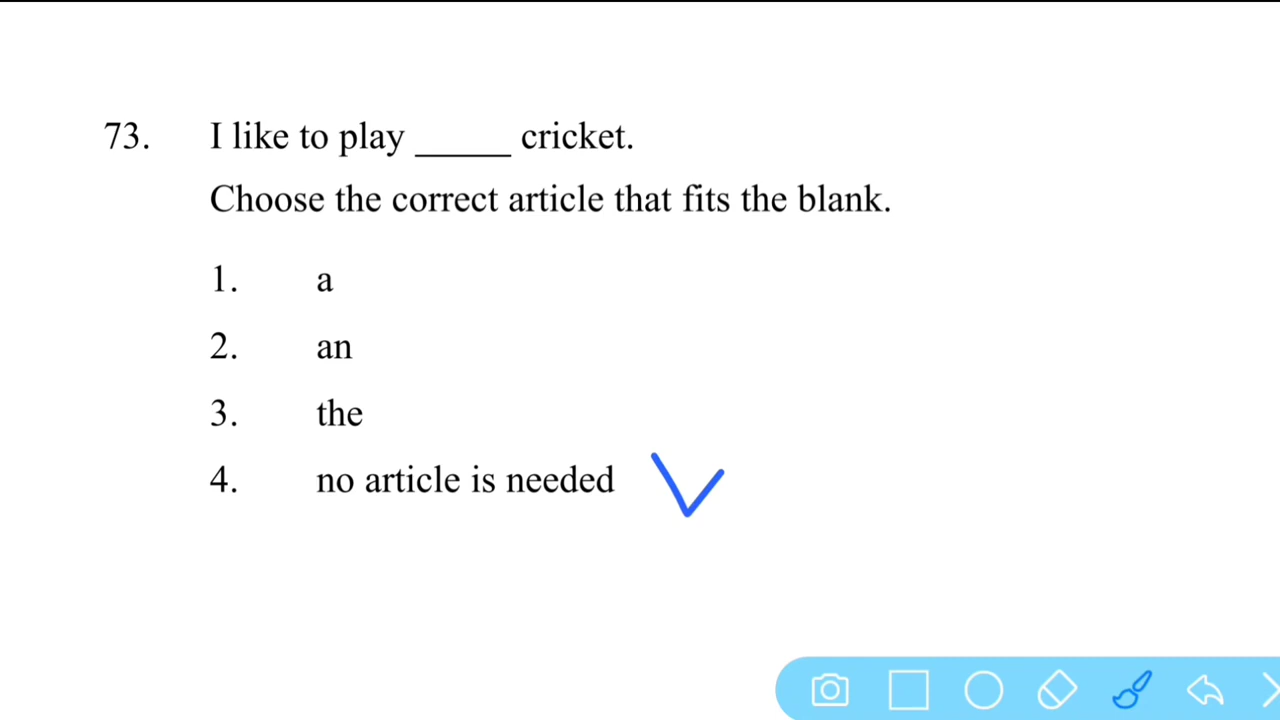 73. I like to play _____ cricket.
Choose the correct article that fits the blank.
1. a
2. an
3. the
4. no article is needed